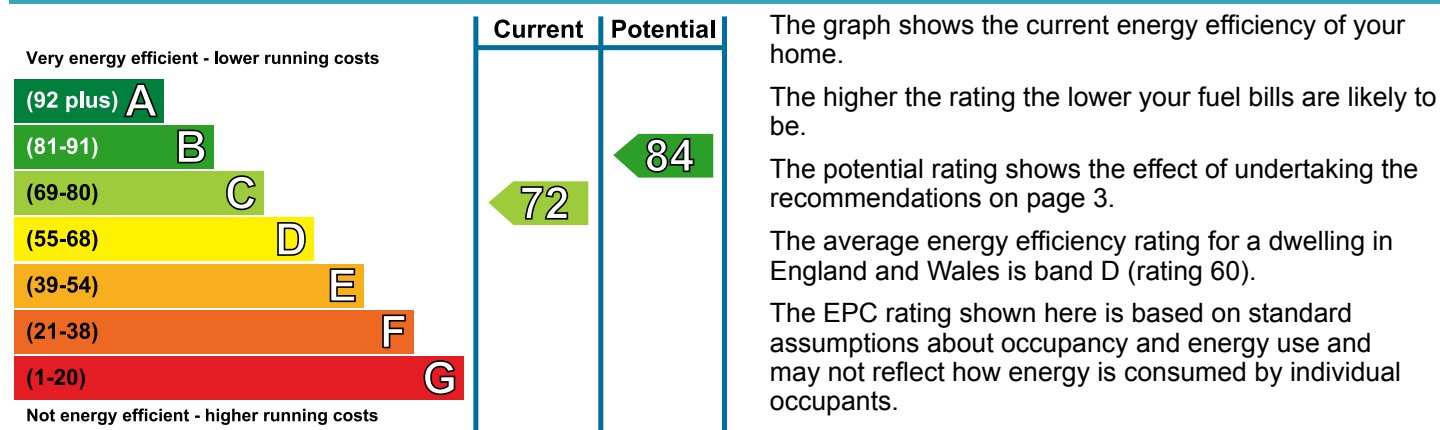 Current Potential
Very energy efficient - lower running costs
(92 plus) A
(81-91) B
84
(69-80) C
72
(55-68) D
(39-54) E
(21-38) F
(1-20) G
Not energy efficient - higher running costs
The graph shows the current energy efficiency of your
home.
The higher the rating the lower your fuel bills are likely to
be.
The potential rating shows the effect of undertaking the
recommendations on page 3.
The average energy efficiency rating for a dwelling in
England and Wales is band D (rating 60).
The EPC rating shown here is based on standard
assumptions about occupancy and energy use and
may not reflect how energy is consumed by individual
occupants.